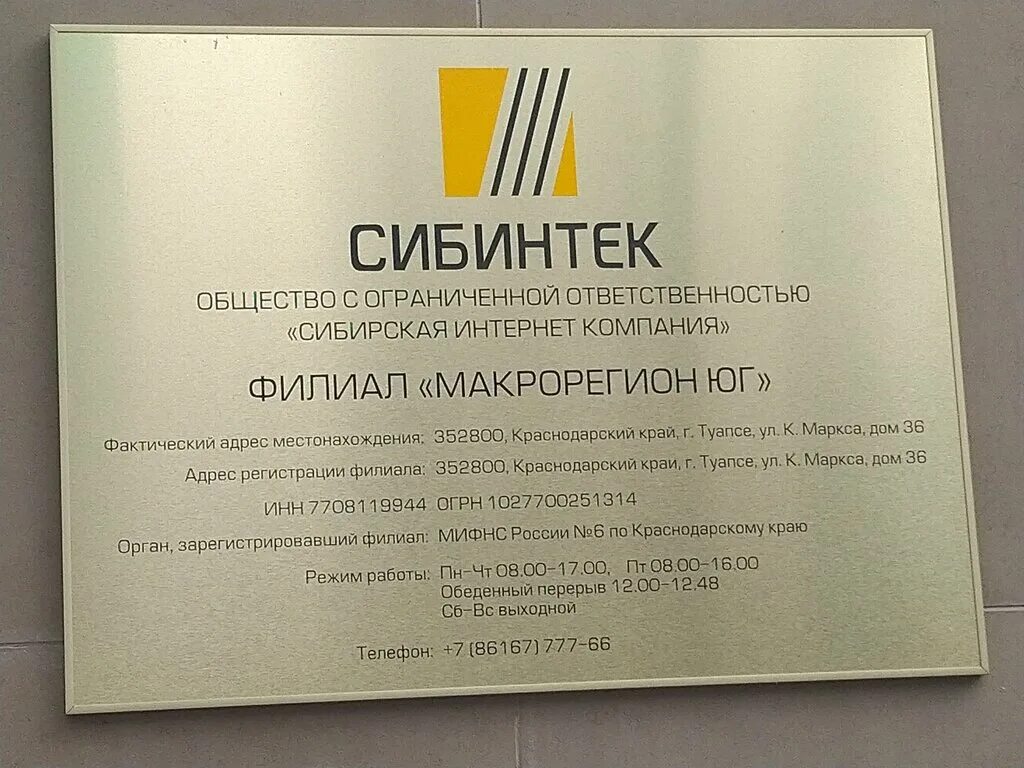 СИБИНТЕК
ОБЩЕСТВО С ОГРАНИЧЕННОЙ ОТВЕТСТВЕННОСТЬЮ
«СИБИРСКАЯ ИНТЕРНЕТ КОМПАНИЯ»
ФИЛИАЛ «МАКРОРЕГИОН ЮГ»
Фактический адрес местонахождения: 352800, Краснодарский край, г. Туапсе, ул. К. Маркса, дом 36
Адрес регистрации филиала: 352800, Краснодарский край, г. Туапсе, ул. К. Маркса, дом 36
ИНН 7708119944 ОГРН 1027700251314
Орган, зарегистрировавший филиал: МИФНС России №6 по Краснодарскому краю
Режим работы: Пн-Чт 08.00-17.00, Пт 08.00-16.00
Обеденный перерыв 12.00-12.48
Сб-Вс выходной
Телефон: +7 (86167) 777-66